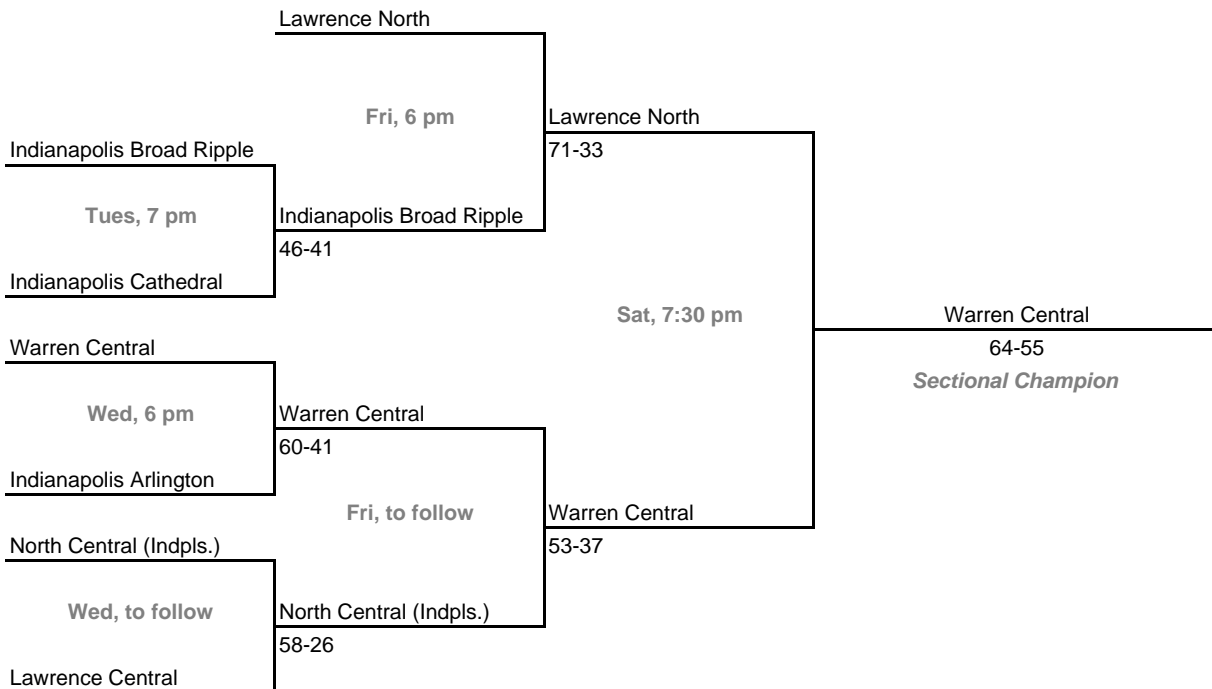 Lawrence North
Fri, 6 pm
Lawrence North
Indianapolis Broad Ripple
71-33
Tues, 7 pm
Indianapolis Broad Ripple
46-41
Indianapolis Cathedral
Sat, 7:30 pm
Warren Central
Warren Central
64-55
Sectional Champion
Wed, 6 pm
Warren Central
60-41
Indianapolis Arlington
Fri, to follow
Warren Central
North Central (Indpls.)
53-37
Wed, to follow
North Central (Indpls.)
58-26
Lawrence Central